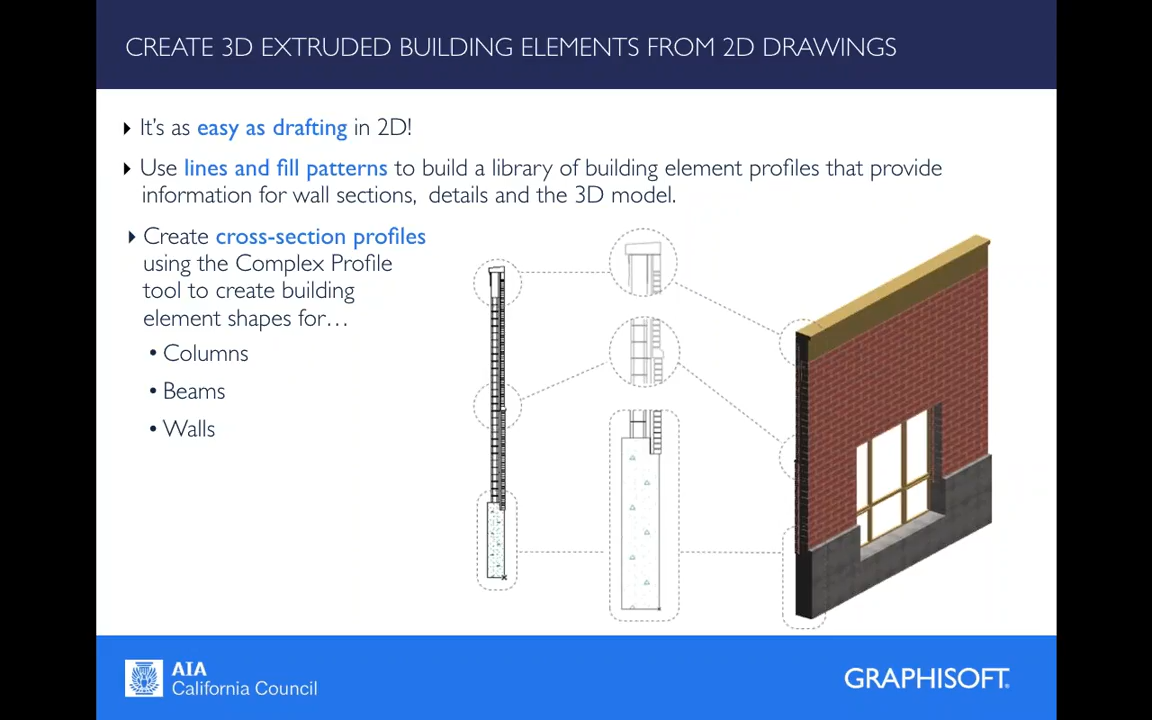 CREATE 3D EXTRUDED BUILDING ELEMENTS FROM 2D DRAWINGS
It's as easy as drafting in 2D!
Use lines and fill patterns to build a library of building element profiles that provide
information for wall sections,  details and the 3D model.
Create cross-section profiles
using the Complex Profile
tool to create building
element shapes for…
• Columns
• Beams
• Walls
AIA
California Council
GRAPHISOFT.